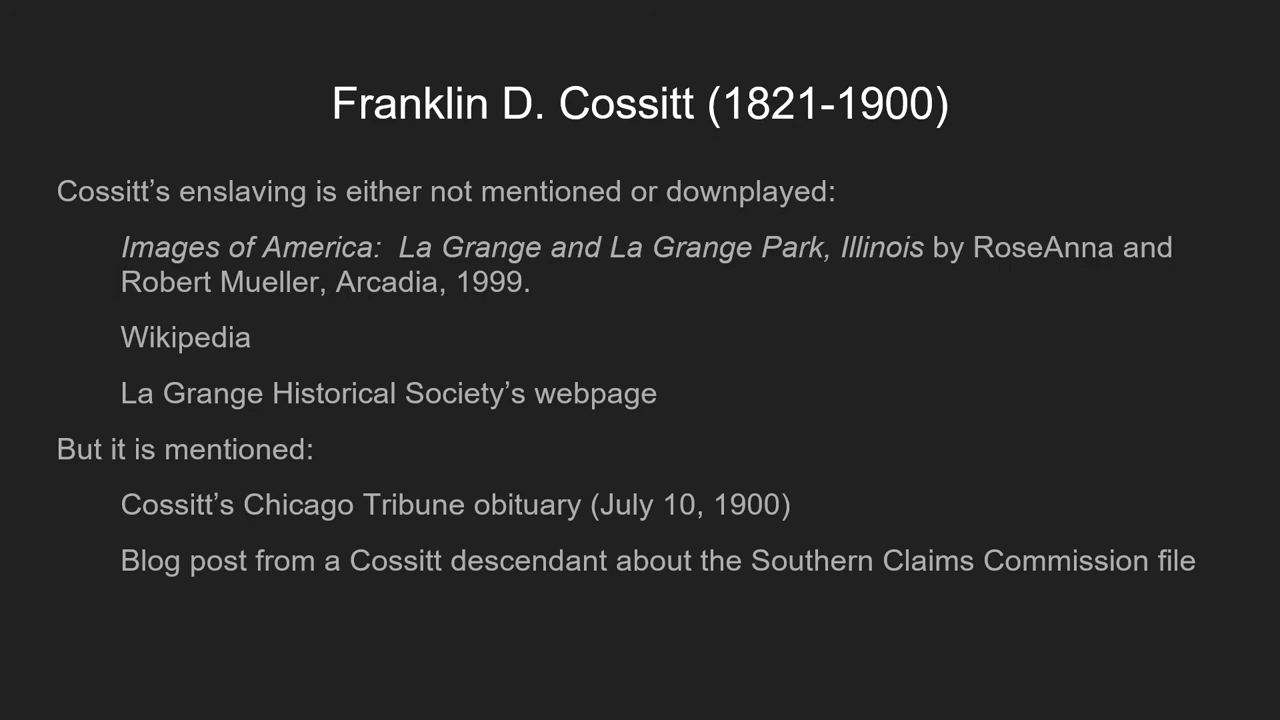 Franklin D. Cossitt (1821-1900)
Cossitt’s enslaving is either not mentioned or downplayed:
Images of America:  La Grange and La Grange Park, Illinois by RoseAnna and
Robert Mueller, Arcadia, 1999.
Wikipedia
La Grange Historical Society’s webpage
But it is mentioned:
Cossitt’s Chicago Tribune obituary (July 10, 1900)
Blog post from a Cossitt descendant about the Southern Claims Commission file